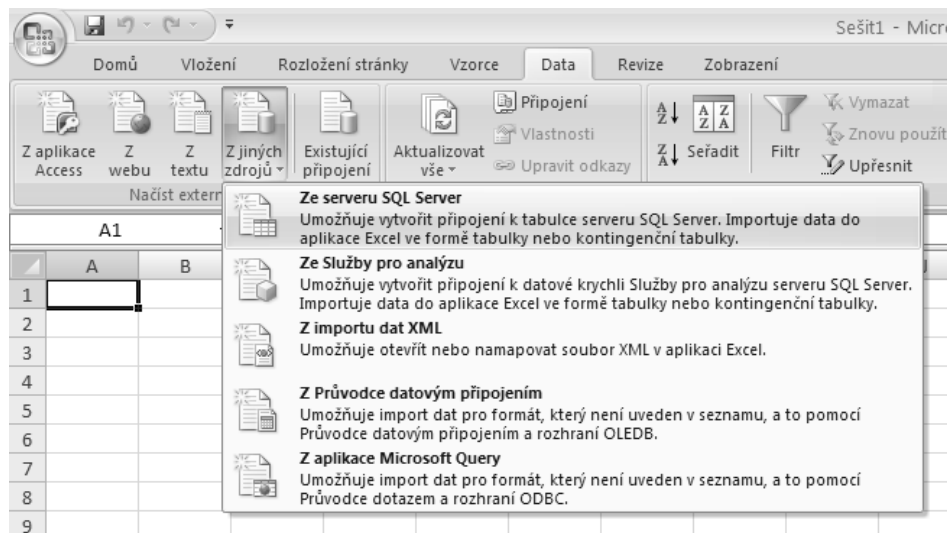 Sešit1 - Micro
Domů Vložení Rozložení stránky Vzorce Data Revize Zobrazení
Z aplikace Access
Z webu
Z textu
Z jiných zdrojů
Existující připojení
Aktualizovat vše
Připojení
Vlastnosti
Upravit odkazy
Seřadit
Filtr
Vymazat
Znovu použít
Upřesnit
Načíst extern
A1
A B
1
2
3
4
5
6
7
8
9
Ze serveru SQL Server
Umožňuje vytvořit připojení k tabulce serveru SQL Server. Importuje data do
aplikace Excel ve formě tabulky nebo kontingenční tabulky.
Ze Služby pro analýzu
Umožňuje vytvořit připojení k datové krychli Služby pro analýzu serveru SQL Server.
Importuje data do aplikace Excel ve formě tabulky nebo kontingenční tabulky.
Z importu dat XML
Umožňuje otevřít nebo namapovat soubor XML v aplikaci Excel.
Z Průvodce datovým připojením
Umožňuje import dat pro formát, který není uveden v seznamu, a to pomocí
Průvodce datovým připojením a rozhraní OLEDB.
Z aplikace Microsoft Query
Umožňuje import dat pro formát, který není uveden v seznamu, a to pomocí
Průvodce dotazem a rozhraní ODBC.